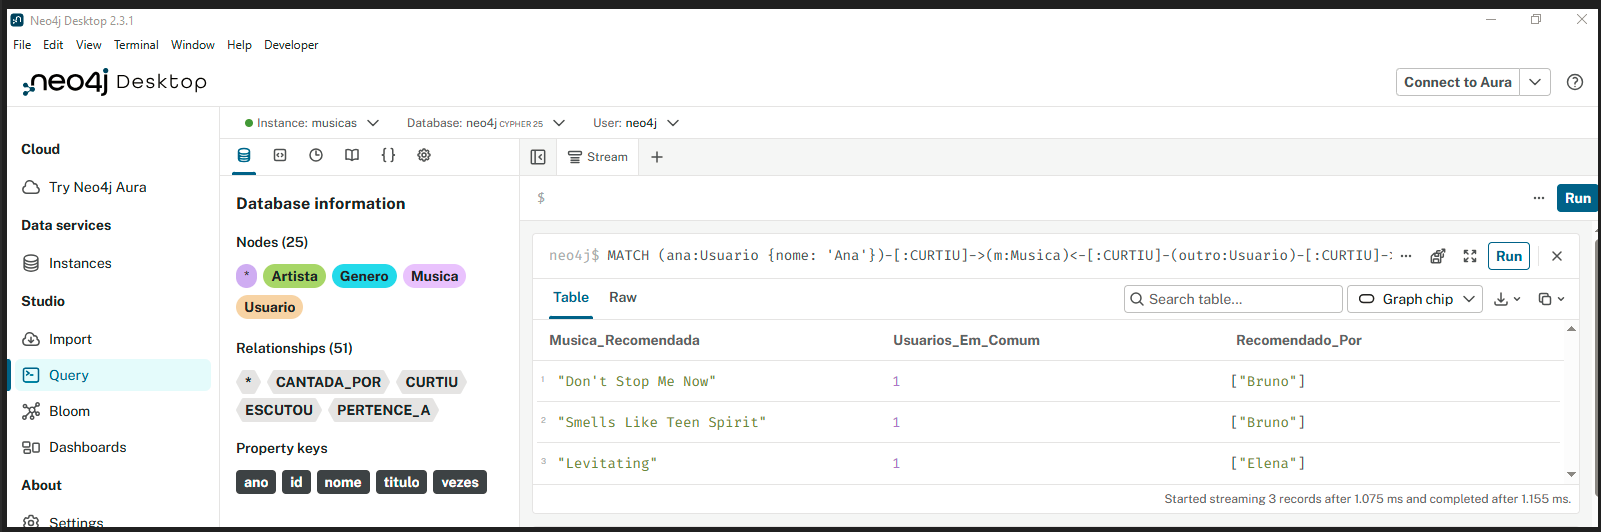 Neo4j Desktop 2.3.1
File Edit View Terminal Window Help Developer
neo4j Desktop
Connect to Aura
Instance: musicas Database: neo4j CYPHER 25 User: neo4j
Cloud
Try Neo4j Aura
Data services
Instances
Studio
Import
Query
Bloom
Dashboards
About
Settings
Database information
Nodes (25)
* Artista Genero Musica
Usuario
Relationships (51)
* CANTADA_POR CURTIU
ESCUTOU PERTENCE_A
Property keys
ano id nome titulo vezes
Stream
$
... Run
neo4j$ MATCH (ana:Usuario {nome: 'Ana'})-[:CURTIU]->(m:Musica)<-[:CURTIU]-(outro:Usuario)-[:CURTIU]-> ... Run
Table Raw
Search table... Graph chip
Musica_Recomendada Usuarios_Em_Comum Recomendado_Por
1 "Don't Stop Me Now" 1 ["Bruno"]
2 "Smells Like Teen Spirit" 1 ["Bruno"]
3 "Levitating" 1 ["Elena"]
Started streaming 3 records after 1.075 ms and completed after 1.155 ms.